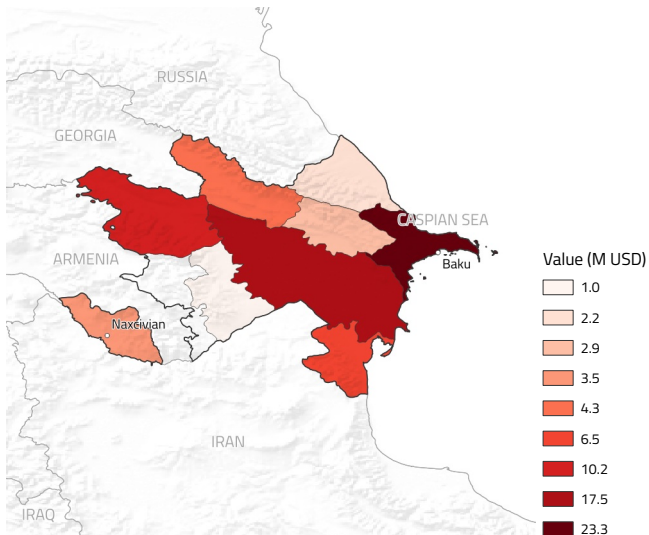 RUSSIA
GEORGIA
CASPIAN SEA
ARMENIA
Baku
Value (M USD)
1.0
2.2
2.9
Naxcivian
3.5
4.3
6.5
IRAN
10.2
17.5
IRAQ
23.3